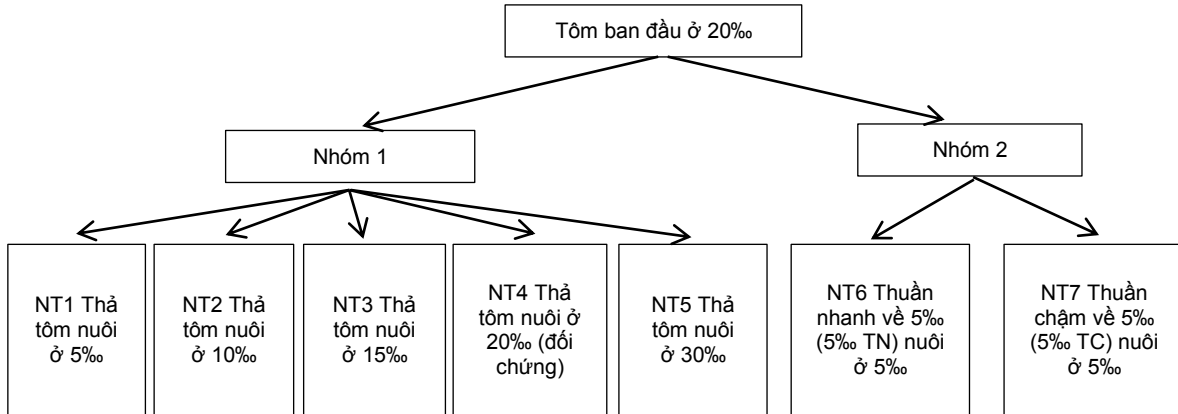 Tôm ban đầu ở 20‰
Nhóm 1
Nhóm 2
NT1 Thả
tôm nuôi
ở 5‰
NT2 Thả
tôm nuôi
ở 10‰
NT3 Thả
tôm nuôi
ở 15‰
NT4 Thả
tôm nuôi ở
20‰ (đối
chứng)
NT5 Thả
tôm nuôi
ở 30‰
NT6 Thuần
nhanh về 5‰
(5‰ TN) nuôi
ở 5‰
NT7 Thuần
chậm về 5‰
(5‰ TC) nuôi
ở 5‰